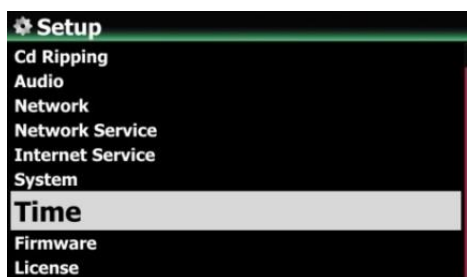 Setup
Cd Ripping
Audio
Network
Network Service
Internet Service
System
Time
Firmware
License